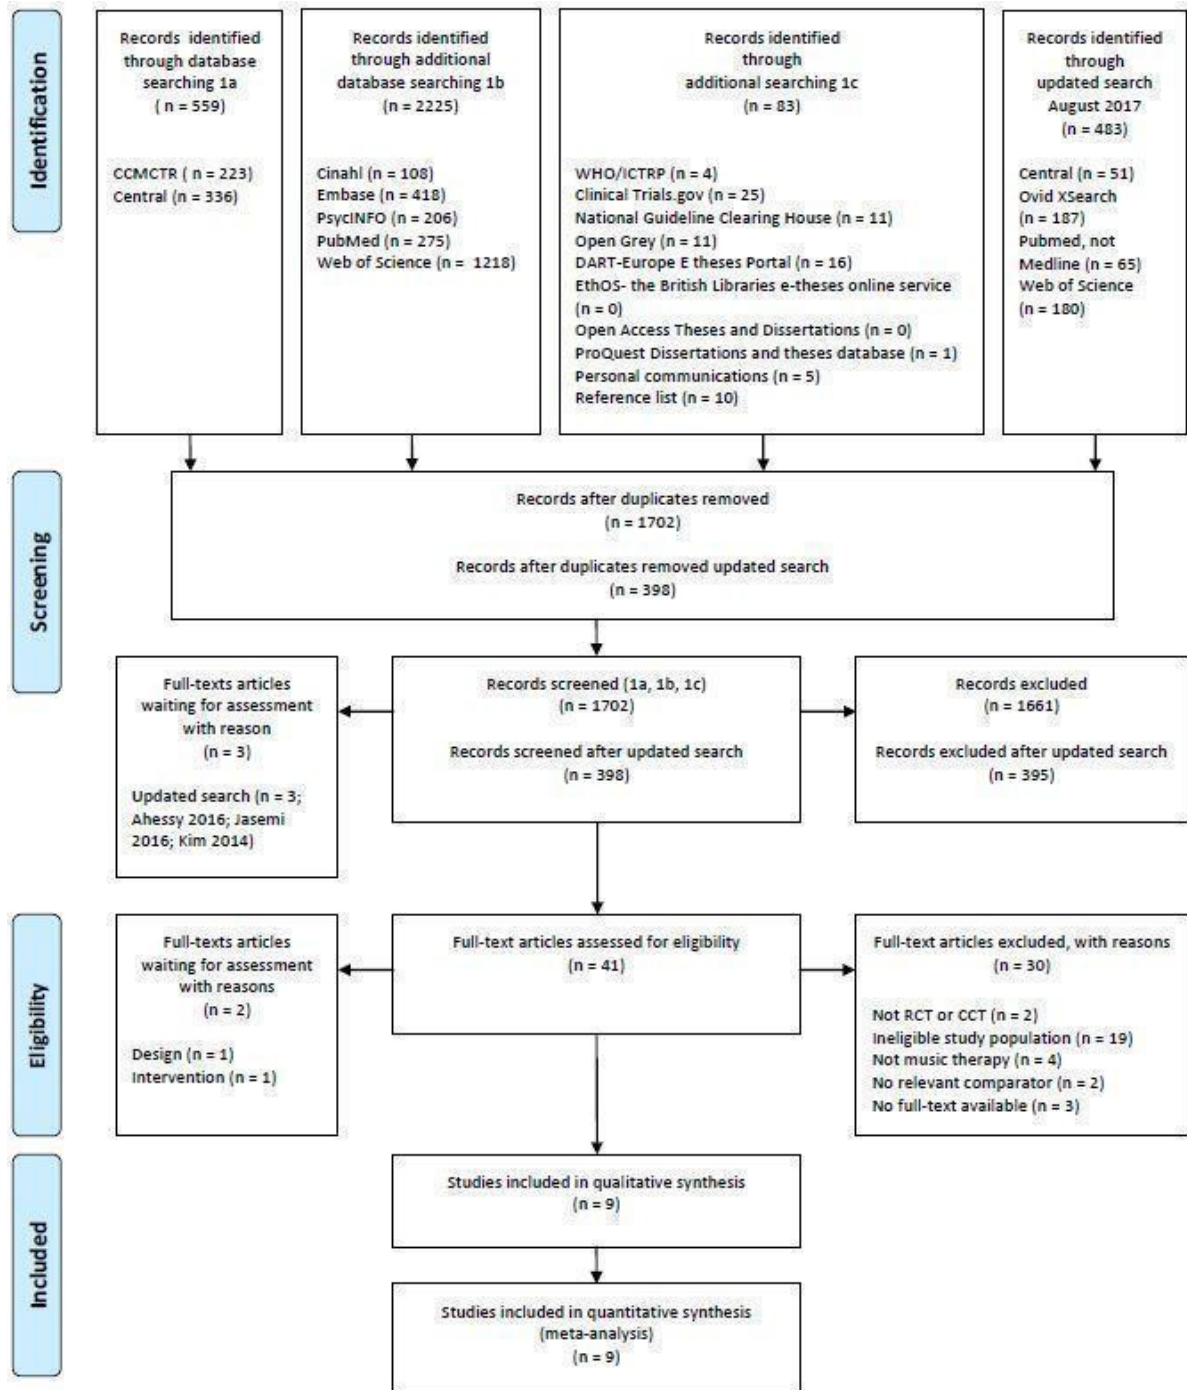 Identification
Records identified
through database
searching 1a
( n = 559)
CCMCTR ( n = 223)
Central (n = 336)
Records identified
through additional
database searching 1b
(n = 2225)
Cinahl (n = 108)
Embase (n = 418)
PsycINFO (n = 206)
PubMed (n = 275)
Web of Science (n = 1218)
Records identified
through
additional searching 1c
(n = 83)
WHO/ICTRP (n = 4)
Clinical Trials.gov (n = 25)
National Guideline Clearing House (n = 11)
Open Grey (n = 11)
DART-Europe E theses Portal (n = 16)
EthOS- the British Libraries e-theses online service
(n = 0)
Open Access Theses and Dissertations (n = 0)
ProQuest Dissertations and theses database (n = 1)
Personal communications (n = 5)
Reference list (n = 10)
Records identified
through
updated search
August 2017
(n = 483)
Central (n = 51)
Ovid XSearch
(n = 187)
Pubmed, not
Medline (n = 65)
Web of Science
(n = 180)
Screening
Records after duplicates removed
(n = 1702)
Records after duplicates removed updated search
(n = 398)
Full-texts articles
waiting for assessment
with reason
(n = 3)
Updated search (n = 3;
Ahessy 2016; Jasemi
2016; Kim 2014)
Records screened (1a, 1b, 1c)
(n = 1702)
Records screened after updated search
(n = 398)
Records excluded
(n = 1661)
Records excluded after updated search
(n = 395)
Eligibility
Full-texts articles
waiting for assessment
with reasons
(n = 2)
Design (n = 1)
Intervention (n = 1)
Full-text articles assessed for eligibility
(n = 41)
Full-text articles excluded, with reasons
(n = 30)
Not RCT or CCT (n = 2)
Ineligible study population (n = 19)
Not music therapy (n = 4)
No relevant comparator (n = 2)
No full-text available (n = 3)
Included
Studies included in qualitative synthesis
(n = 9)
Studies included in quantitative synthesis
(meta-analysis)
(n = 9)